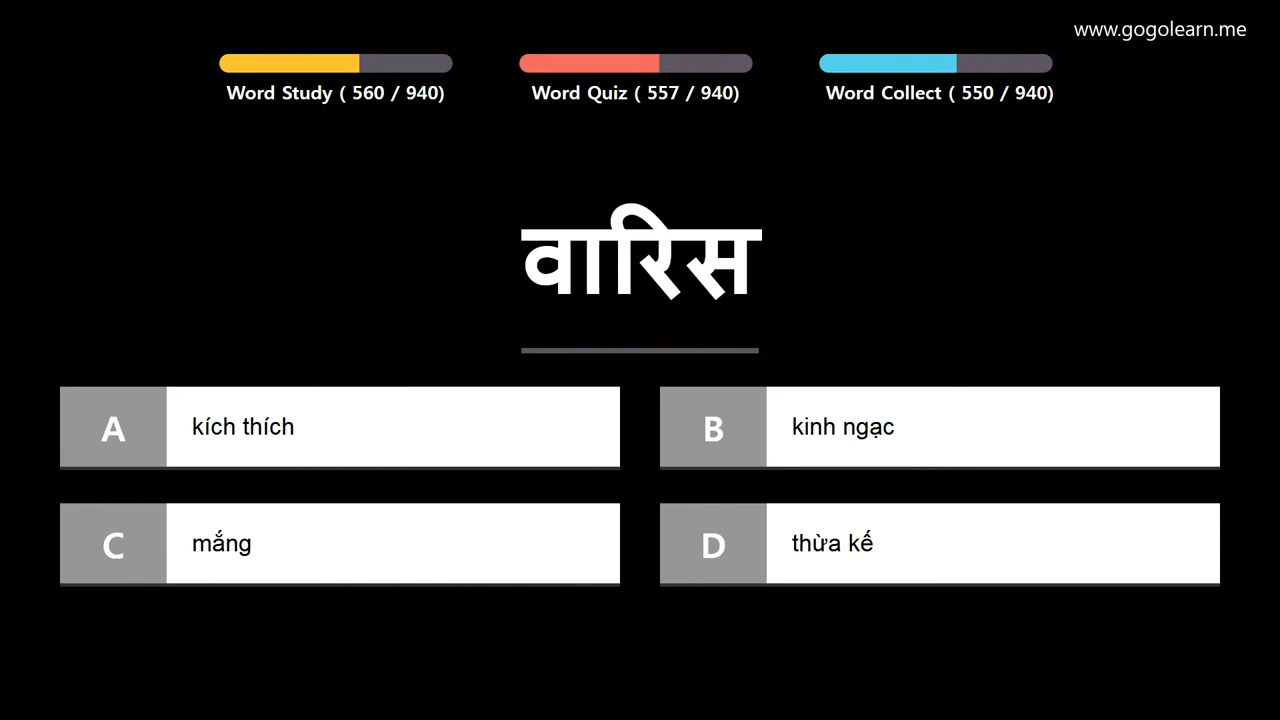 www.gogolearn.me
Word Study ( 560 / 940)
Word Quiz ( 557 / 940)
Word Collect ( 550 / 940)
वारिस
A kích thích
B kinh ngạc
C mắng
D thừa kế